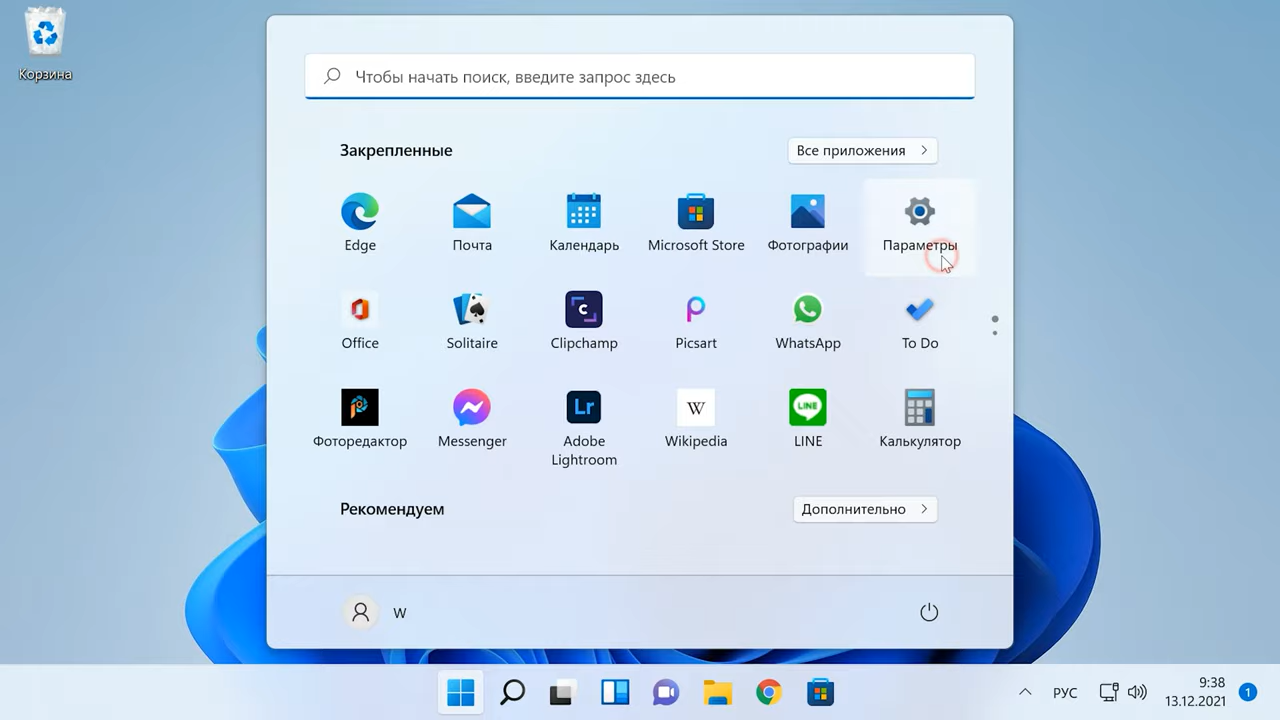 Корзина
Чтобы начать поиск, введите запрос здесь
Закрепленные
Все приложения
Edge
Почта
Календарь
Microsoft Store
Фотографии
Параметры
Office
Solitaire
Clipchamp
Picsart
WhatsApp
To Do
Фоторедактор
Messenger
Lr
Adobe
Lightroom
W
Wikipedia
LINE
LINE
Калькулятор
Рекомендуем
Дополнительно
W
РУС
9:38
13.12.2021
1